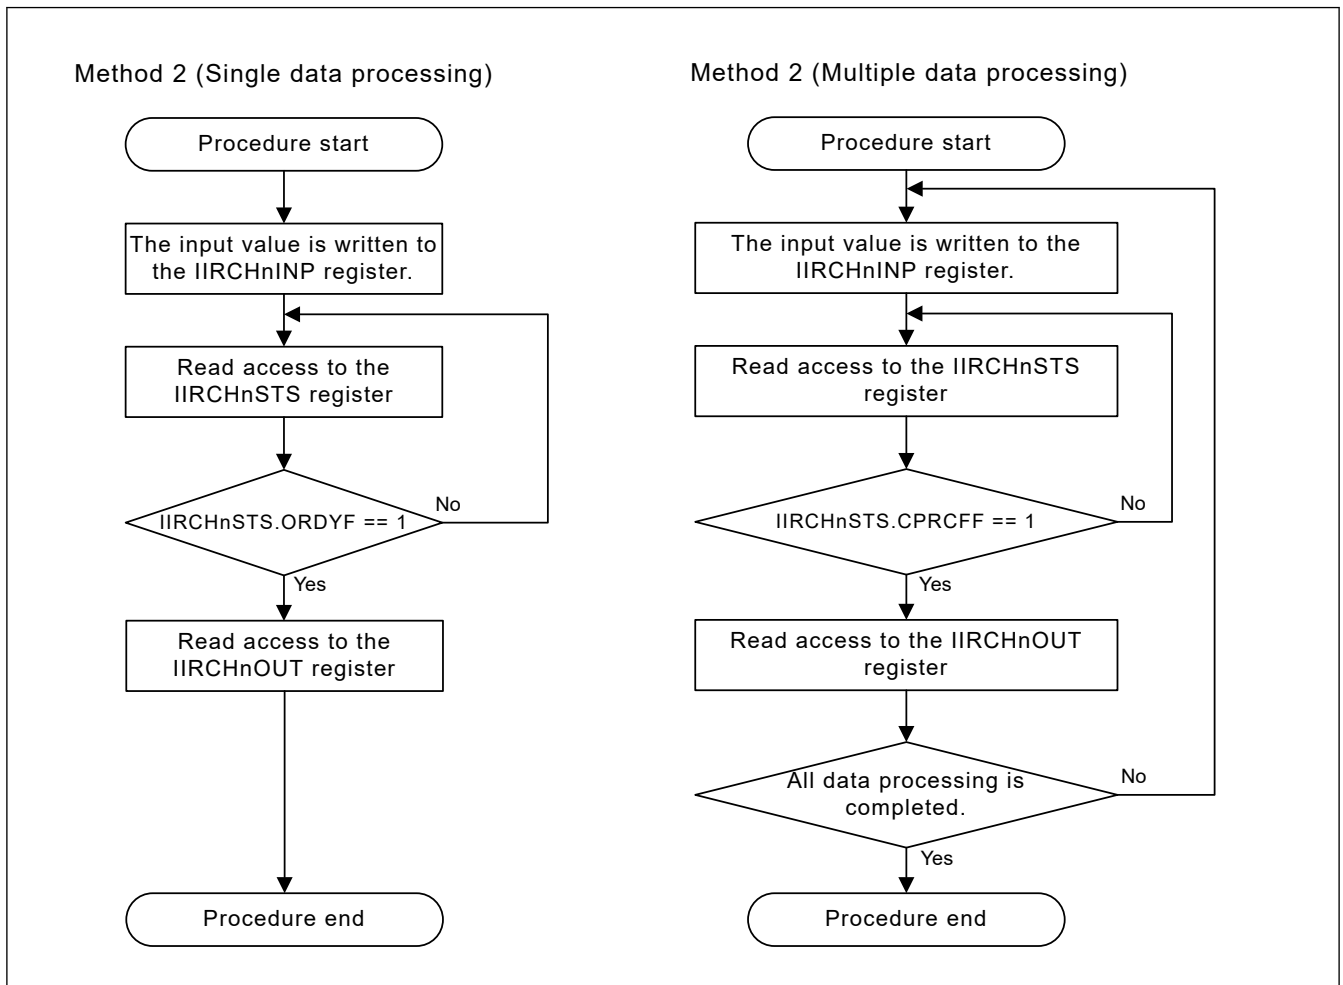 Method 2 (Single data processing)
Procedure start
The input value is written to
the IIRCHnINP register.
Read access to the
IIRCHnSTS register
IIRCHnSTS.ORDYF == 1
No
Yes
Read access to the
IIRCHnOUT register
Procedure end
Method 2 (Multiple data processing)
Procedure start
The input value is written to the
IIRCHnINP register.
Read access to the IIRCHnSTS
register
IIRCHnSTS.CPRCFF == 1
No
Yes
Read access to the IIRCHnOUT
register
All data processing is
completed.
No
Yes
Procedure end